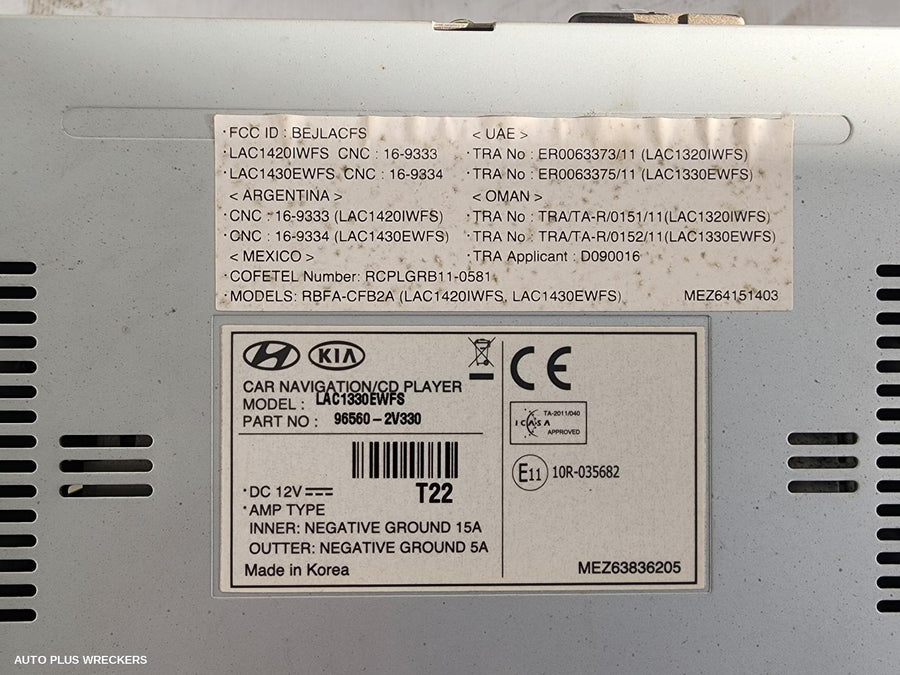 ·FCC ID : BEJLACFS
·LAC1420IWFS CNC : 16-9333
·LAC1430EWFS CNC : 16-9334
< ARGENTINA >
·CNC : 16-9333 (LAC1420IWFS)
·CNC : 16-9334 (LAC1430EWFS)
< MEXICO >
·COFETEL Number: RCPLGRB11-0581
·MODELS: RBFA-CFB2A (LAC1420IWFS, LAC1430EWFS)
< UAE >
·TRA No : ER0063373/11 (LAC1320IWFS)
·TRA No : ER0063375/11 (LAC1330EWFS)
< OMAN >
·TRA No : TRA/TA-R/0151/11(LAC1320IWFS)
·TRA No : TRA/TA-R/0152/11(LAC1330EWFS)
·TRA Applicant : D090016
MEZ64151403
KIA
CAR NAVIGATION/CD PLAYER
MODEL : LAC1330EWFS
PART NO : 96560-2V330
T22
·DC 12V
·AMP TYPE
INNER: NEGATIVE GROUND 15A
OUTTER: NEGATIVE GROUND 5A
Made in Korea
CE
TA-2011/040
ICASA
APPROVED
E11 10R-035682
MEZ63836205
AUTO PLUS WRECKERS